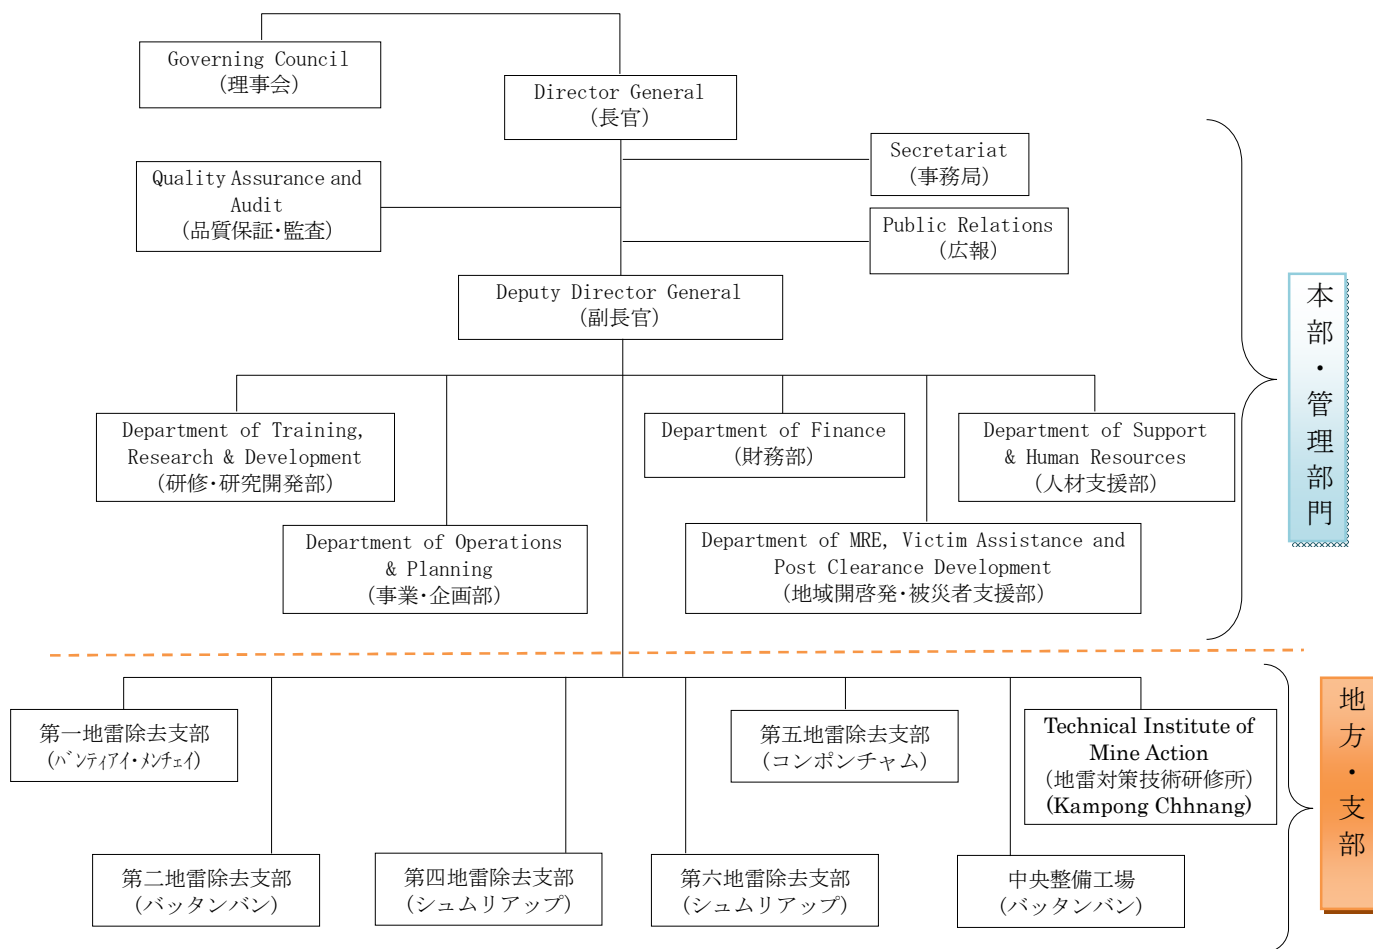 Governing Council
(理事会)
Director General
(長官)
Secretariat
(事務局)
Quality Assurance and
Audit
(品質保証・監査)
Public Relations
(広報)
Deputy Director General
(副長官)
本部・管理部門
Department of Training,
Research & Development
(研修・研究開発部)
Department of Finance
(財務部)
Department of Support
& Human Resources
(人材支援部)
Department of Operations
& Planning
(事業・企画部)
Department of MRE, Victim Assistance and
Post Clearance Development
(地域開啓発・被災者支援部)
第一地雷除去支部
(バンティアイ・メンチェイ)
第五地雷除去支部
(コンポンチャム)
Technical Institute of
Mine Action
(地雷対策技術研修所)
(Kampong Chhnang)
地方・支部
第二地雷除去支部
(バッタンバン)
第四地雷除去支部
(シュムリアップ)
第六地雷除去支部
(シュムリアップ)
中央整備工場
(バッタンバン)